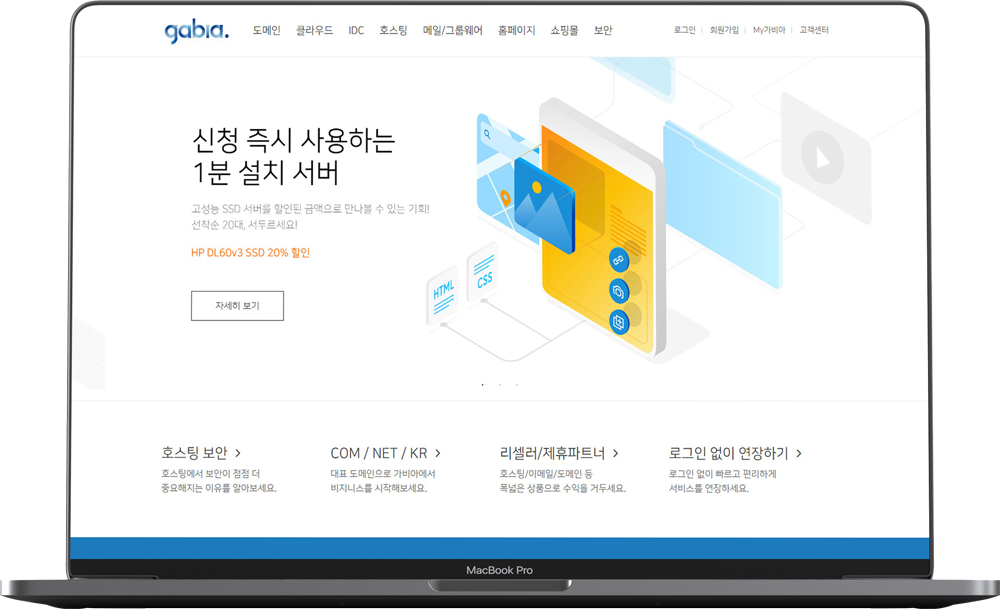 gabia.
도메인 클라우드 IDC 호스팅 메일/그룹웨어 홈페이지 쇼핑몰 보안
로그인 회원가입 My가비아 고객센터
신청 즉시 사용하는
1분 설치 서버
고성능 SSD 서버를 할인된 금액으로 만나볼 수 있는 기회!
선착순 20대, 서두르세요!
HP DL60v3 SSD 20% 할인
자세히 보기
HTML
CSS
호스팅 보안 >
호스팅에서 보안이 점점 더
중요해지는 이유를 알아보세요.
COM / NET / KR >
대표 도메인으로 가비아에서
비지니스를 시작해보세요.
리셀러/제휴파트너 >
호스팅/이메일/도메인 등
폭넓은 상품으로 수익을 거두세요.
로그인 없이 연장하기 >
로그인 없이 빠르고 편리하게
서비스를 연장하세요.
MacBook Pro